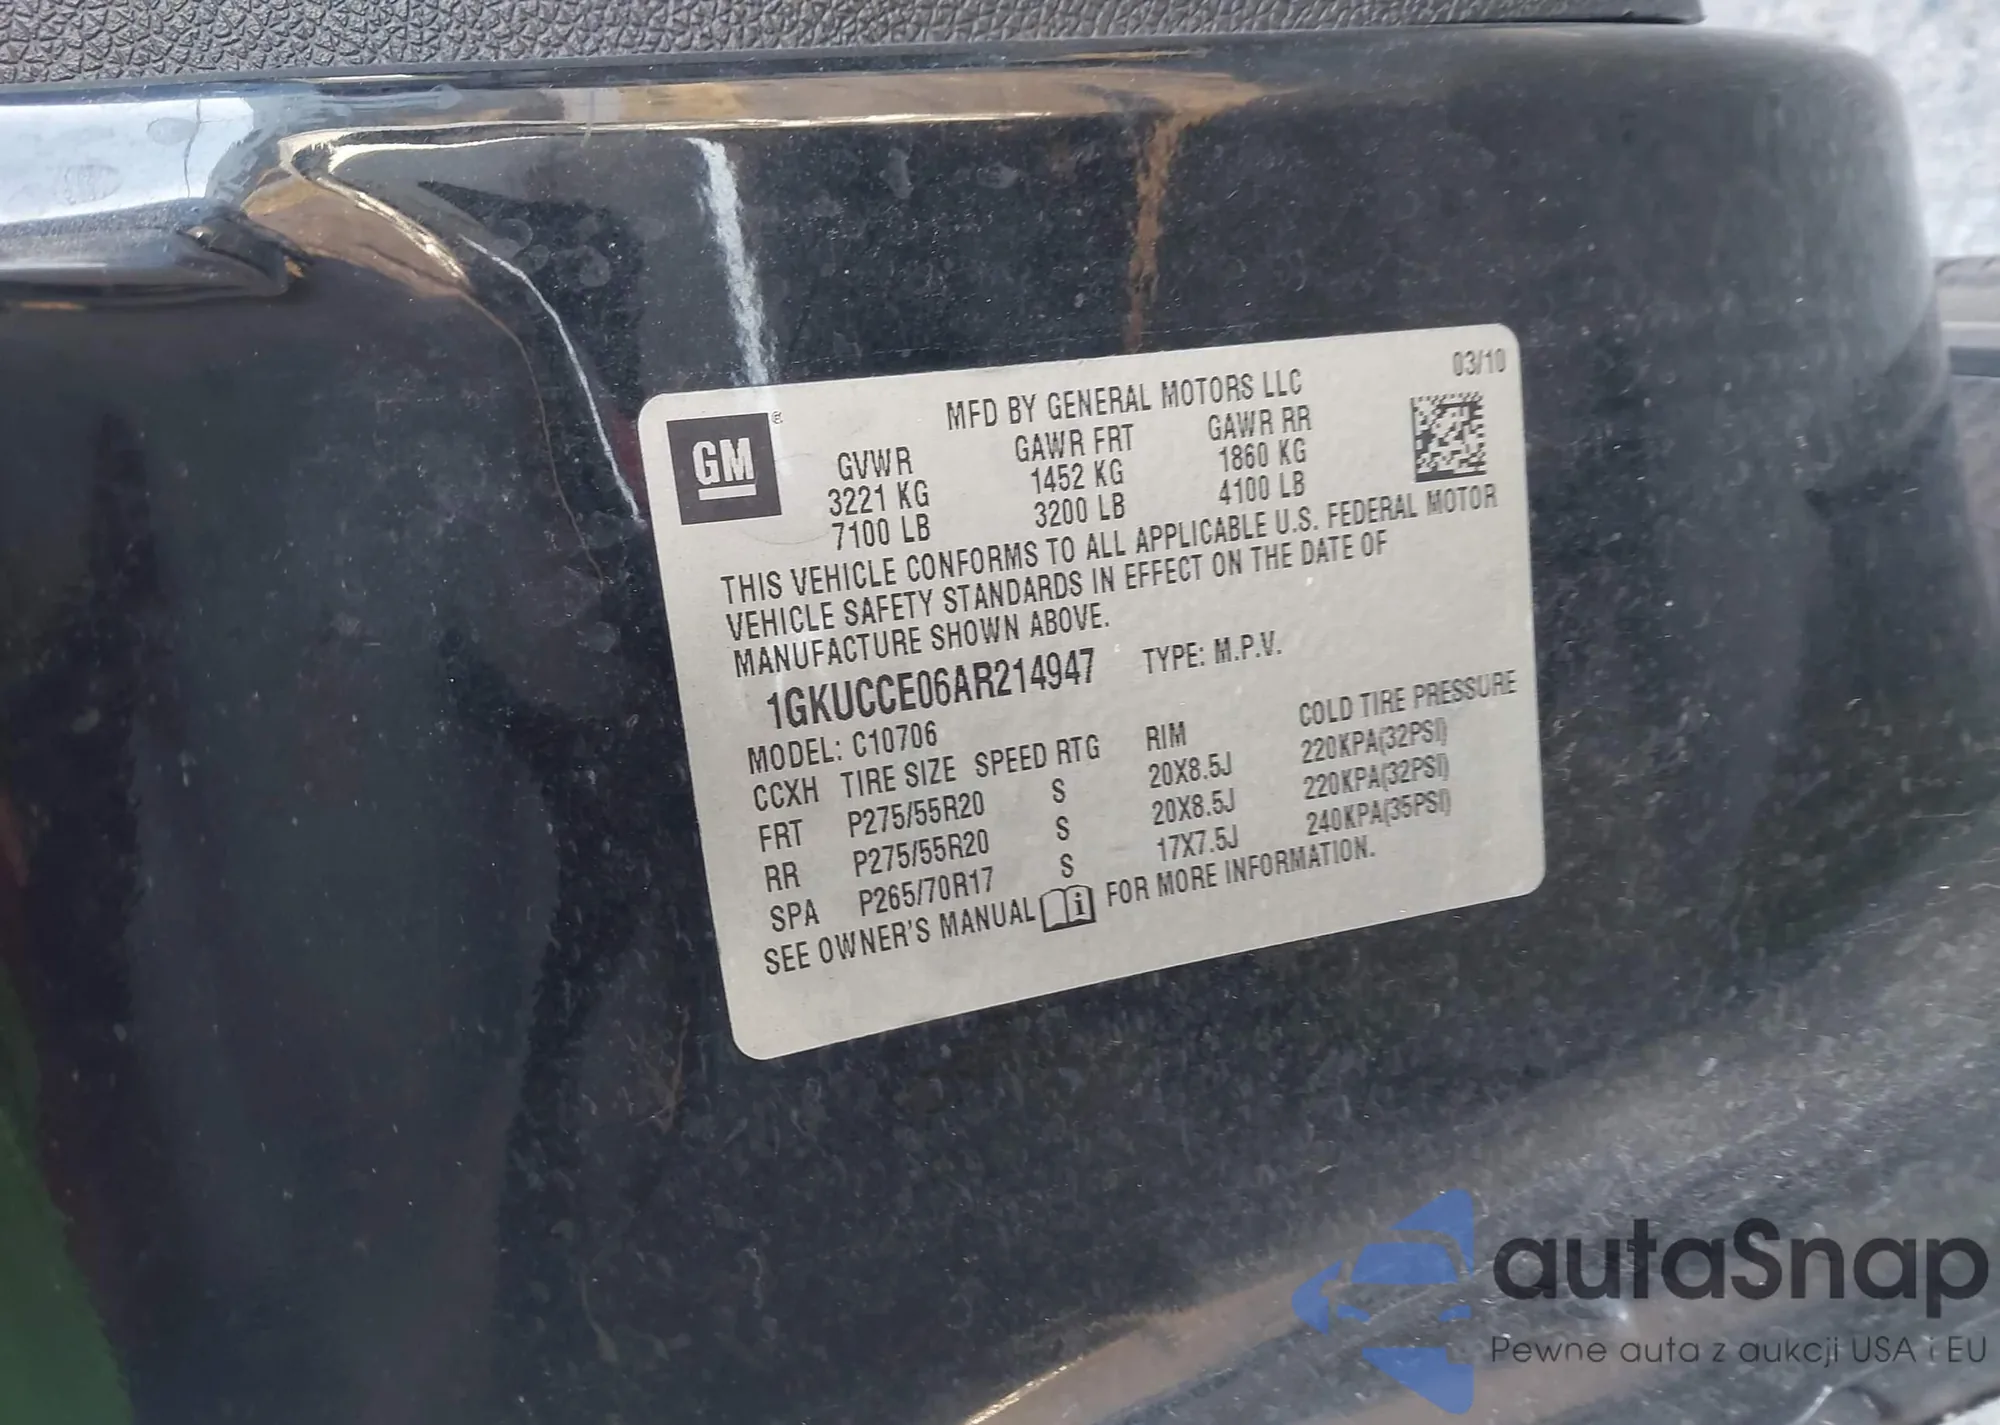 03/10
MFD BY GENERAL MOTORS LLC
GM
GVWR GAWR FRT GAWR RR
3221 KG 1452 KG 1860 KG
7100 LB 3200 LB 4100 LB
THIS VEHICLE CONFORMS TO ALL APPLICABLE U.S. FEDERAL MOTOR
VEHICLE SAFETY STANDARDS IN EFFECT ON THE DATE OF
MANUFACTURE SHOWN ABOVE.
1GKUCCE06AR214947 TYPE: M.P.V.
MODEL: C10706
CCXH TIRE SIZE SPEED RTG RIM COLD TIRE PRESSURE
FRT P275/55R20 S 20X8.5J 220KPA(32PSI)
RR P275/55R20 S 20X8.5J 220KPA(32PSI)
SPA P265/70R17 S 17X7.5J 240KPA(35PSI)
SEE OWNER'S MANUAL i FOR MORE INFORMATION.
autaSnap
Pewne auta z aukcji USA i EU